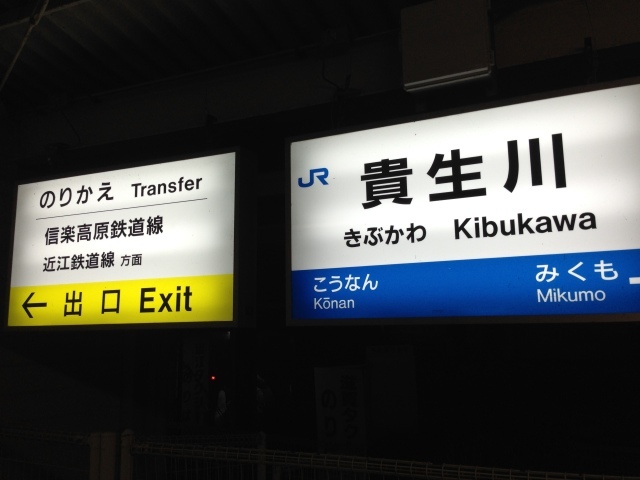 のりかえ Transfer
信楽高原鉄道線
近江鉄道線 方面
← 出口 Exit
JR 貴生川
きぶかわ Kibukawa
こうなん みくも
Kōnan Mikumo